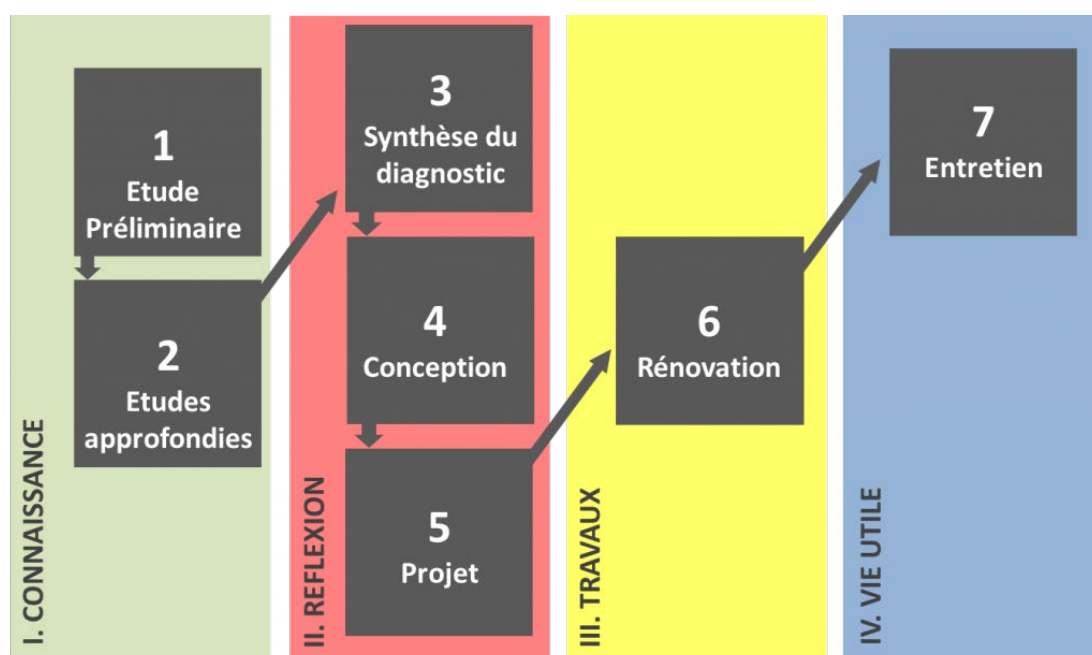 I. CONNAISSANCE
1
Etude
Préliminaire
2
Etudes
approfondies
II. REFLEXION
3
Synthèse du
diagnostic
4
Conception
5
Projet
III. TRAVAUX
6
Rénovation
IV. VIE UTILE
7
Entretien